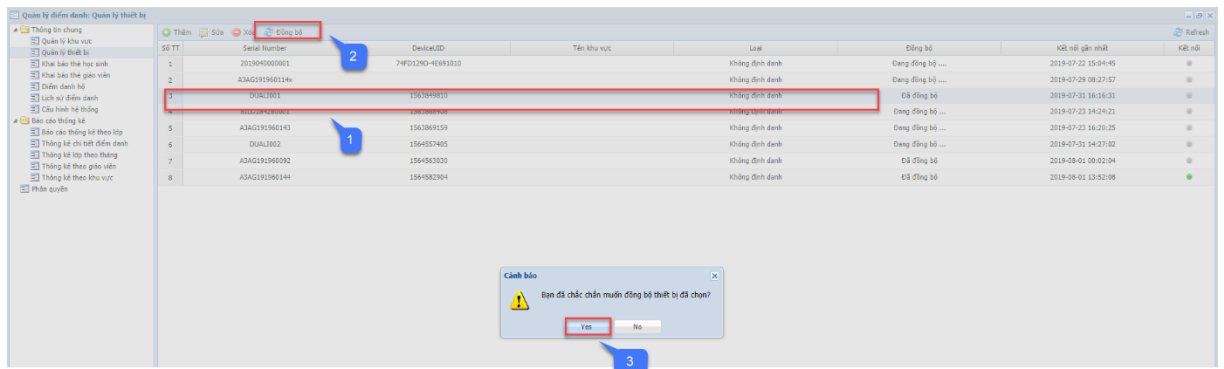 Quản lý điểm danh: Quản lý thiết bị
Thông tin chung
Quản lý khu vực
Quản lý thiết bị
Khai báo thẻ học sinh
Khai báo thẻ giáo viên
Điểm danh hộ
Lịch sử điểm danh
Cấu hình hệ thống
Báo cáo thống kê
Báo cáo thống kê theo lớp
Thống kê chi tiết điểm danh
Thống kê lớp theo tháng
Thống kê theo giáo viên
Thống kê theo khu vực
Phân quyền
Thêm Sửa Xóa Đồng bộ Refresh
Số TT Serial Number DeviceUID Tên khu vực Loại Đồng bộ Kết nối gần nhất Kết nối
1 2019040000001 74FD129D-4E691010 Không định danh Đang đồng bộ .... 2019-07-22 15:04:45
2 A3AG191960114v Không định danh Đang đồng bộ .... 2019-07-29 08:27:57
3 DUALI001 1563849810 Không định danh Đã đồng bộ 2019-07-31 16:16:31
4 Không định danh Đang đồng bộ ... 2019-07-23 14:24:21
5 A3AG191960143 1563869159 Không định danh Đang đồng bộ ... 2019-07-23 16:20:25
6 DUALI002 1564557405 Không định danh Đang đồng bộ ... 2019-07-31 14:27:02
7 A3AG191960092 1564563030 Không định danh Đã đồng bộ 2019-08-01 00:02:04
8 A3AG191960144 1564582904 Không định danh Đã đồng bộ 2019-08-01 13:52:08
2
1
Cảnh báo
Bạn đã chắc chắn muốn đồng bộ thiết bị đã chọn?
Yes No
3